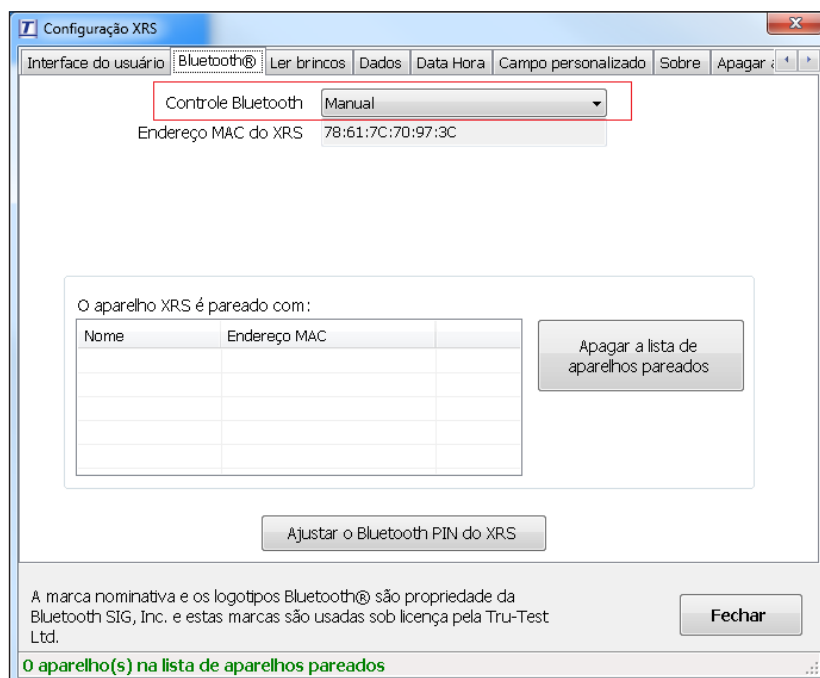 Configuração XRS
Interface do usuário Bluetooth® Ler brincos Dados Data Hora Campo personalizado Sobre Apagar
Controle Bluetooth Manual
Endereço MAC do XRS 78:61:7C:70:97:3C
O aparelho XRS é pareado com:
Nome Endereço MAC
Apagar a lista de
aparelhos pareados
Ajustar o Bluetooth PIN do XRS
A marca nominativa e os logotipos Bluetooth® são propriedade da
Bluetooth SIG, Inc. e estas marcas são usadas sob licença pela Tru-Test
Ltd.
Fechar
0 aparelho(s) na lista de aparelhos pareados